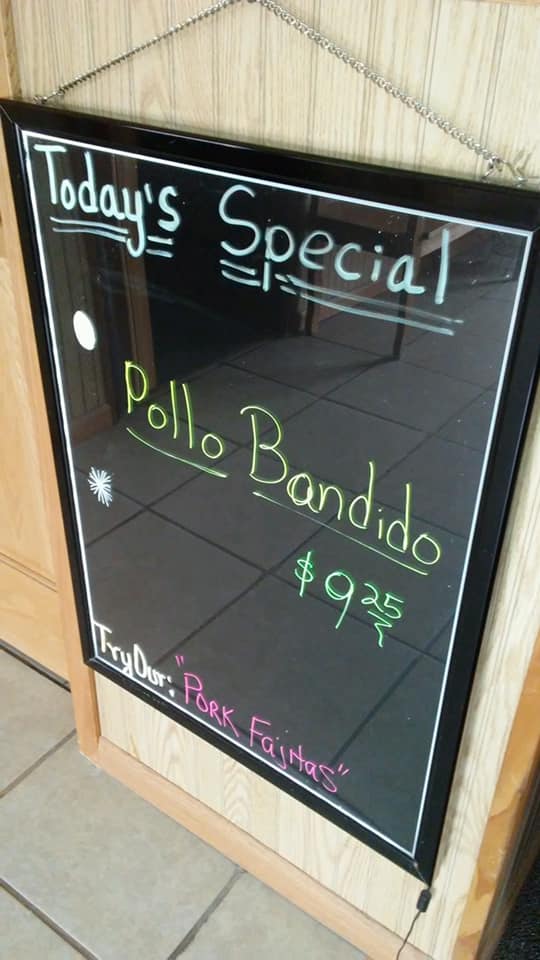 Today's Special
Pollo Bandido
$9.25
Try Our: "PORK Fajitas"